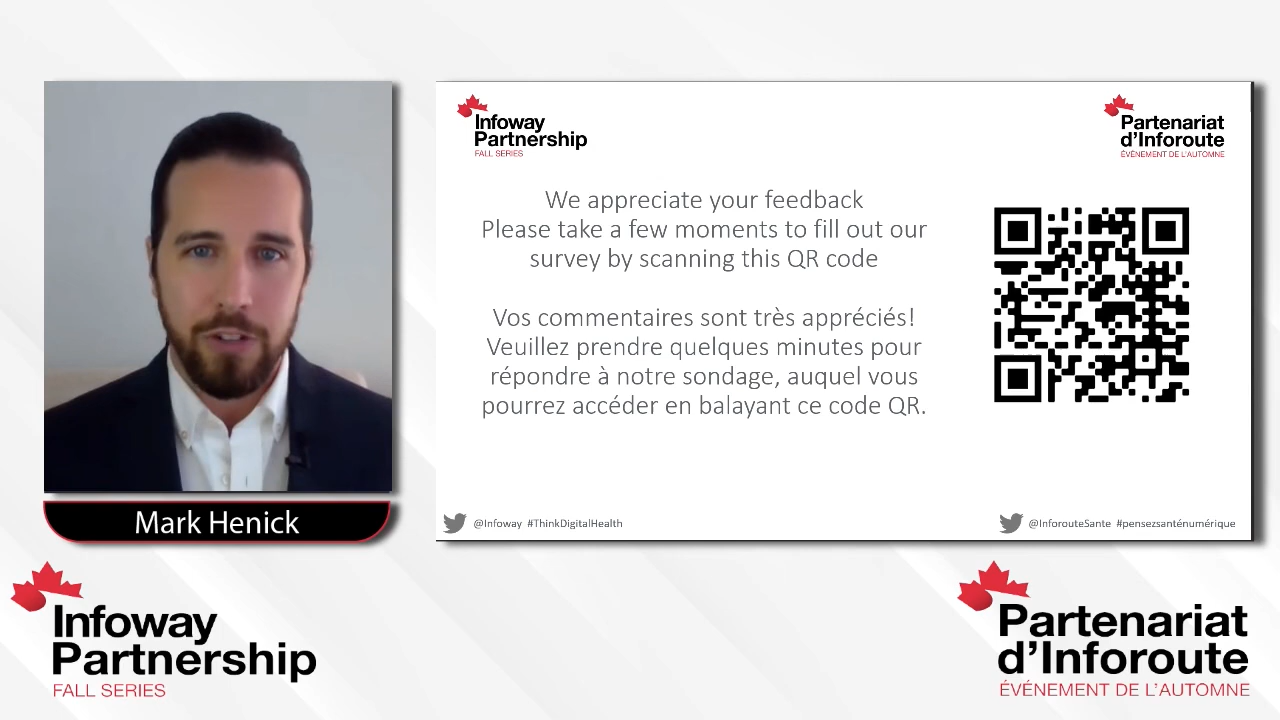 Infoway
Partnership
FALL SERIES
Partenariat
d'Inforoute
ÉVÉNEMENT DE L'AUTOMNE
We appreciate your feedback
Please take a few moments to fill out our
survey by scanning this QR code
Vos commentaires sont très appréciés!
Veuillez prendre quelques minutes pour
répondre à notre sondage, auquel vous
pourrez accéder en balayant ce code QR.
@Infoway #ThinkDigitalHealth
@InforouteSante #pensezsanténumérique
Mark Henick
Infoway
Partnership
FALL SERIES
Partenariat
d'Inforoute
ÉVÉNEMENT DE L'AUTOMNE